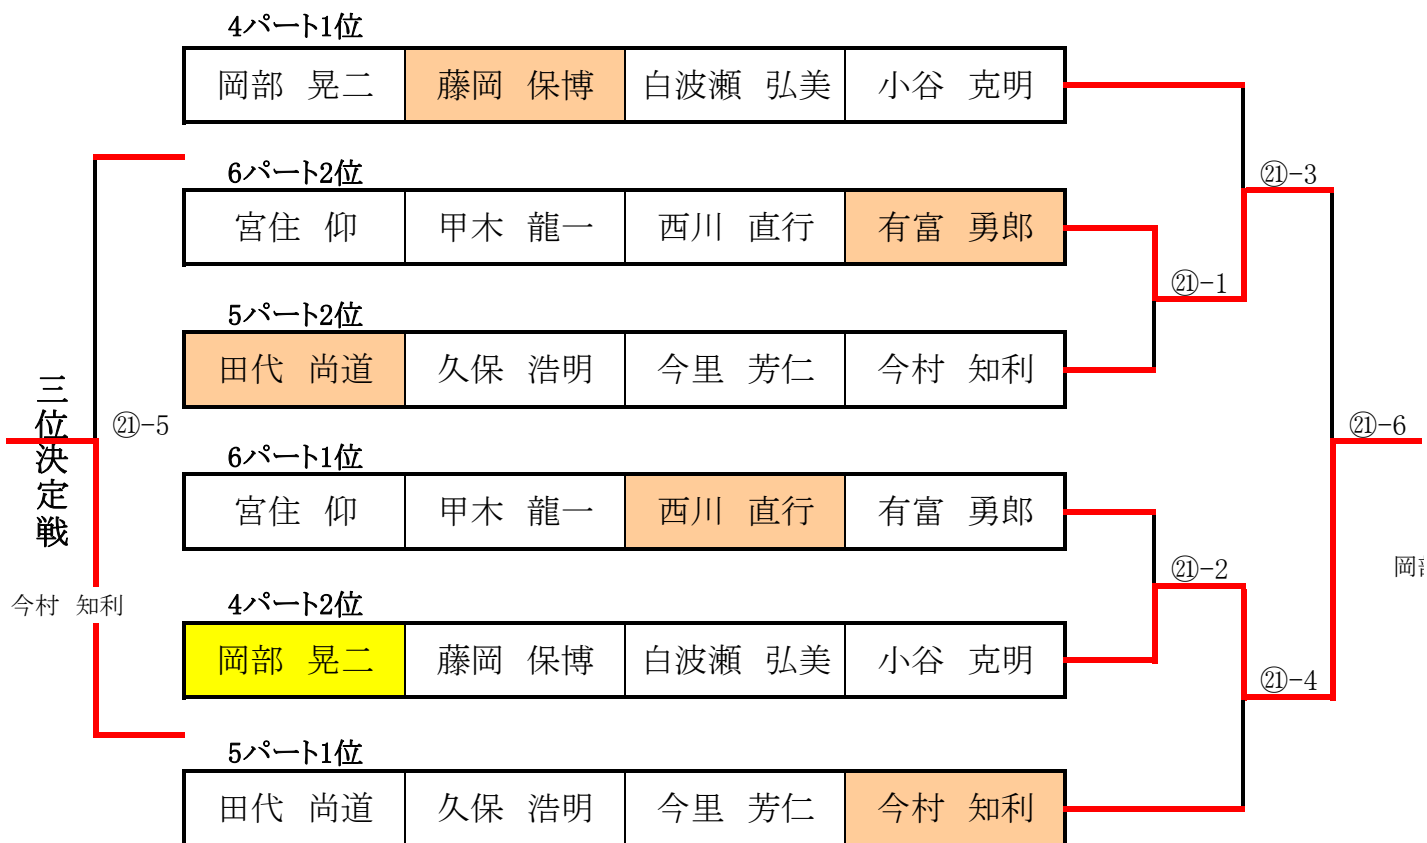 4パート1位
岡部 晃二 藤岡 保博 白波瀬 弘美 小谷 克明
6パート2位
㉑-3
宮住 仰 甲木 龍一 西川 直行 有富 勇郎
㉑-1
5パート2位
田代 尚道 久保 浩明 今里 芳仁 今村 知利
三位決定戦
㉑-5
㉑-6
6パート1位
宮住 仰 甲木 龍一 西川 直行 有富 勇郎
㉑-2
岡部
今村 知利
4パート2位
岡部 晃二 藤岡 保博 白波瀬 弘美 小谷 克明
㉑-4
5パート1位
田代 尚道 久保 浩明 今里 芳仁 今村 知利